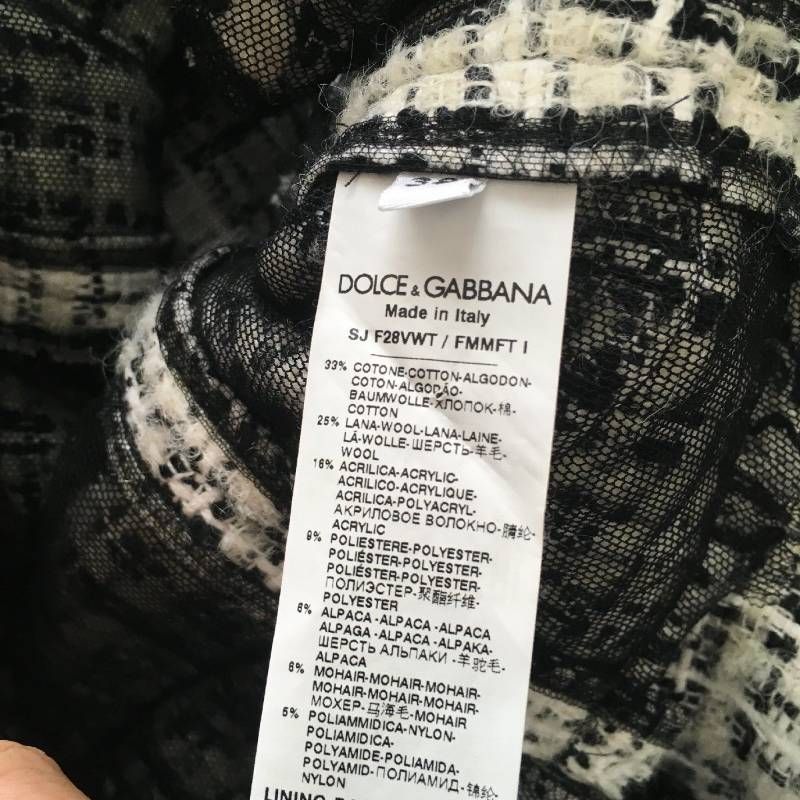 DOLCE & GABBANA
Made in Italy
SJ F28VWT / FMMFT I
33% COTONE-COTTON-ALGODON-
COTON-ALGODÃO-
BAUMWOLLE-ХЛОПОК-棉-
COTTON
25% LANA-WOOL-LANA-LAINE-
LÃ-WOLLE-ШЕРСТЬ-羊毛-
WOOL
16% ACRILICA-ACRYLIC-
ACRILICO-ACRYLIQUE-
ACRILICA-POLYACRYL-
АКРИЛОВОЕ ВОЛОКНО-腈纶-
ACRYLIC
9% POLIESTERE-POLYESTER-
POLIÉSTER-POLYESTER-
POLIÉSTER-POLYESTER-
ПОЛИЭСТЕР-聚酯纤维-
POLYESTER
6% ALPACA -ALPACA -ALPACA
ALPAGA -ALPACA -ALPAKA-
ШЕРСТЬ АЛЬПАКИ -羊驼毛-
ALPACA
6% MOHAIR-MOHAIR-MOHAIR-
MOHAIR-MOHAIR-MOHAIR-
МОХЕР-马海毛-MOHAIR
5% POLIAMMIDICA-NYLON-
POLIAMIDICA-
POLYAMIDE-POLIAMIDA-
POLYAMID-ПОЛИАМИД-锦纶-
NYLON
LINING